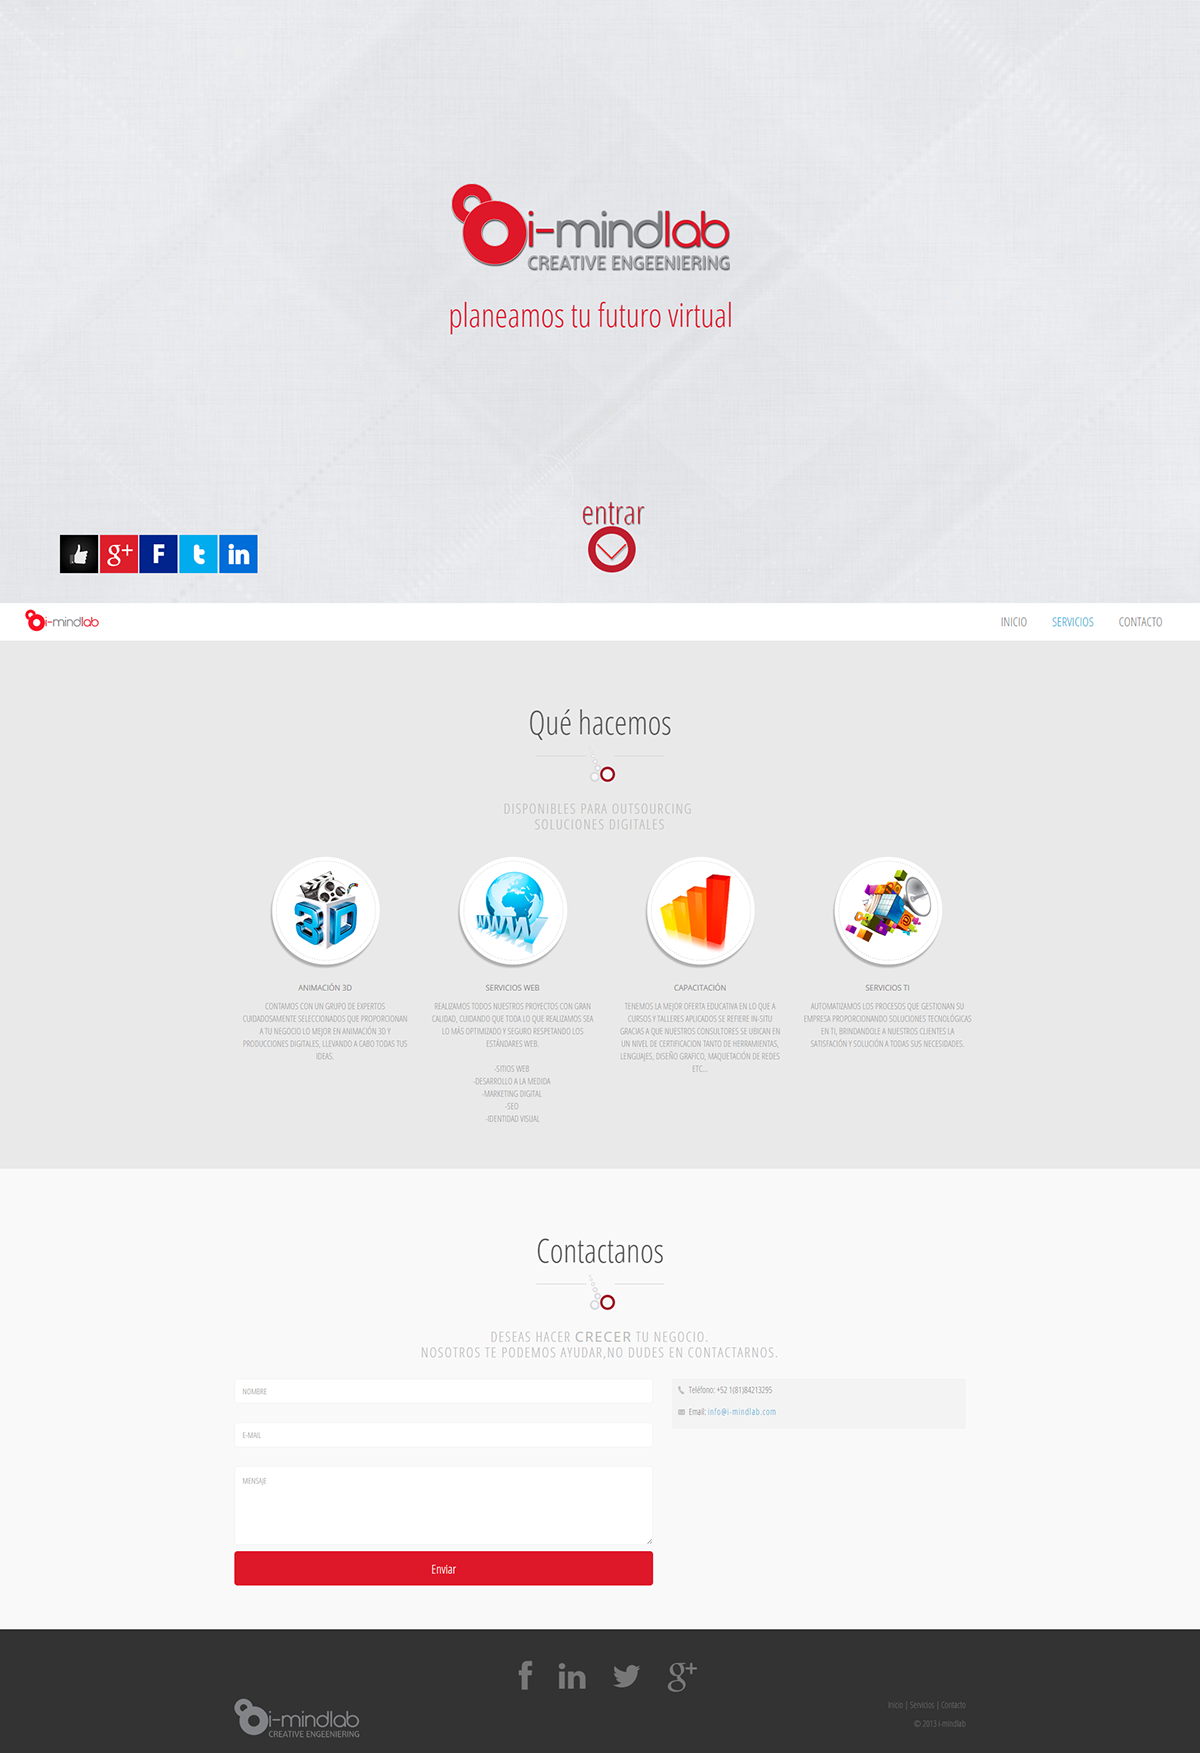 i-mindlab
CREATIVE ENGEENIERING
planeamos tu futuro virtual
entrar
g+ F t in
i-mindlab
INICIO SERVICIOS CONTACTO
Qué hacemos
DISPONIBLES PARA OUTSOURCING
SOLUCIONES DIGITALES
3D
WWW
ANIMACIÓN 3D
CONTAMOS CON UN GRUPO DE EXPERTOS
CUIDADOSAMENTE SELECCIONADOS QUE PROPORCIONAN
A TU NEGOCIO LO MEJOR EN ANIMACIÓN 3D Y
PRODUCCIONES DIGITALES, LLEVANDO A CABO TODAS TUS
IDEAS.
SERVICIOS WEB
REALIZAMOS TODOS NUESTROS PROYECTOS CON GRAN
CALIDAD, CUIDANDO QUE TODA LO QUE REALIZAMOS SEA
LO MÁS OPTIMIZADO Y SEGURO RESPETANDO LOS
ESTÁNDARES WEB.
-SITIOS WEB
-DESARROLLO A LA MEDIDA
-MARKETING DIGITAL
-SEO
-IDENTIDAD VISUAL
CAPACITACIÓN
TENEMOS LA MEJOR OFERTA EDUCATIVA EN LO QUE A
CURSOS Y TALLERES APLICADOS SE REFIERE IN-SITU
GRACIAS A QUE NUESTROS CONSULTORES SE UBICAN EN
UN NIVEL DE CERTIFICACION TANTO DE HERRAMIENTAS,
LENGUAJES, DISEÑO GRAFICO, MAQUETACIÓN DE REDES
ETC...
SERVICIOS TI
AUTOMATIZAMOS LOS PROCESOS QUE GESTIONAN SU
EMPRESA PROPORCIONANDO SOLUCIONES TECNOLÓGICAS
EN TI, BRINDANDOLE A NUESTROS CLIENTES LA
SATISFACIÓN Y SOLUCIÓN A TODAS SUS NECESIDADES.
Contactanos
DESEAS HACER CRECER TU NEGOCIO.
NOSOTROS TE PODEMOS AYUDAR,NO DUDES EN CONTACTARNOS.
NOMBRE
E-MAIL
MENSAJE
Enviar
Teléfono: +52 1(81)84213295
Email: info@i-mindlab.com
f in g+
i-mindlab
CREATIVE ENGEENIERING
Inicio | Servicios | Contacto
© 2013 i-mindlab